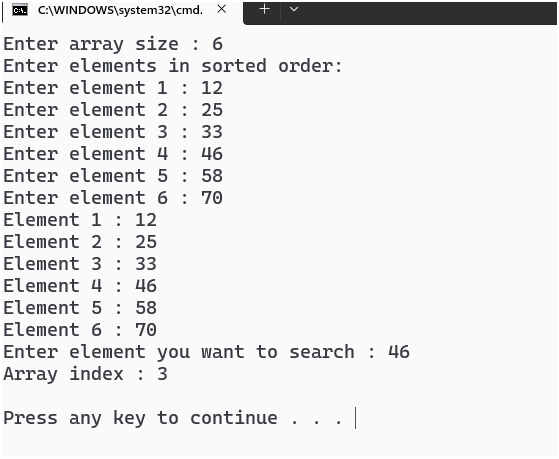 C:\WINDOWS\system32\cmd.
Enter array size : 6
Enter elements in sorted order:
Enter element 1 : 12
Enter element 2 : 25
Enter element 3 : 33
Enter element 4 : 46
Enter element 5 : 58
Enter element 6 : 70
Element 1 : 12
Element 2 : 25
Element 3 : 33
Element 4 : 46
Element 5 : 58
Element 6 : 70
Enter element you want to search : 46
Array index : 3
Press any key to continue . . .